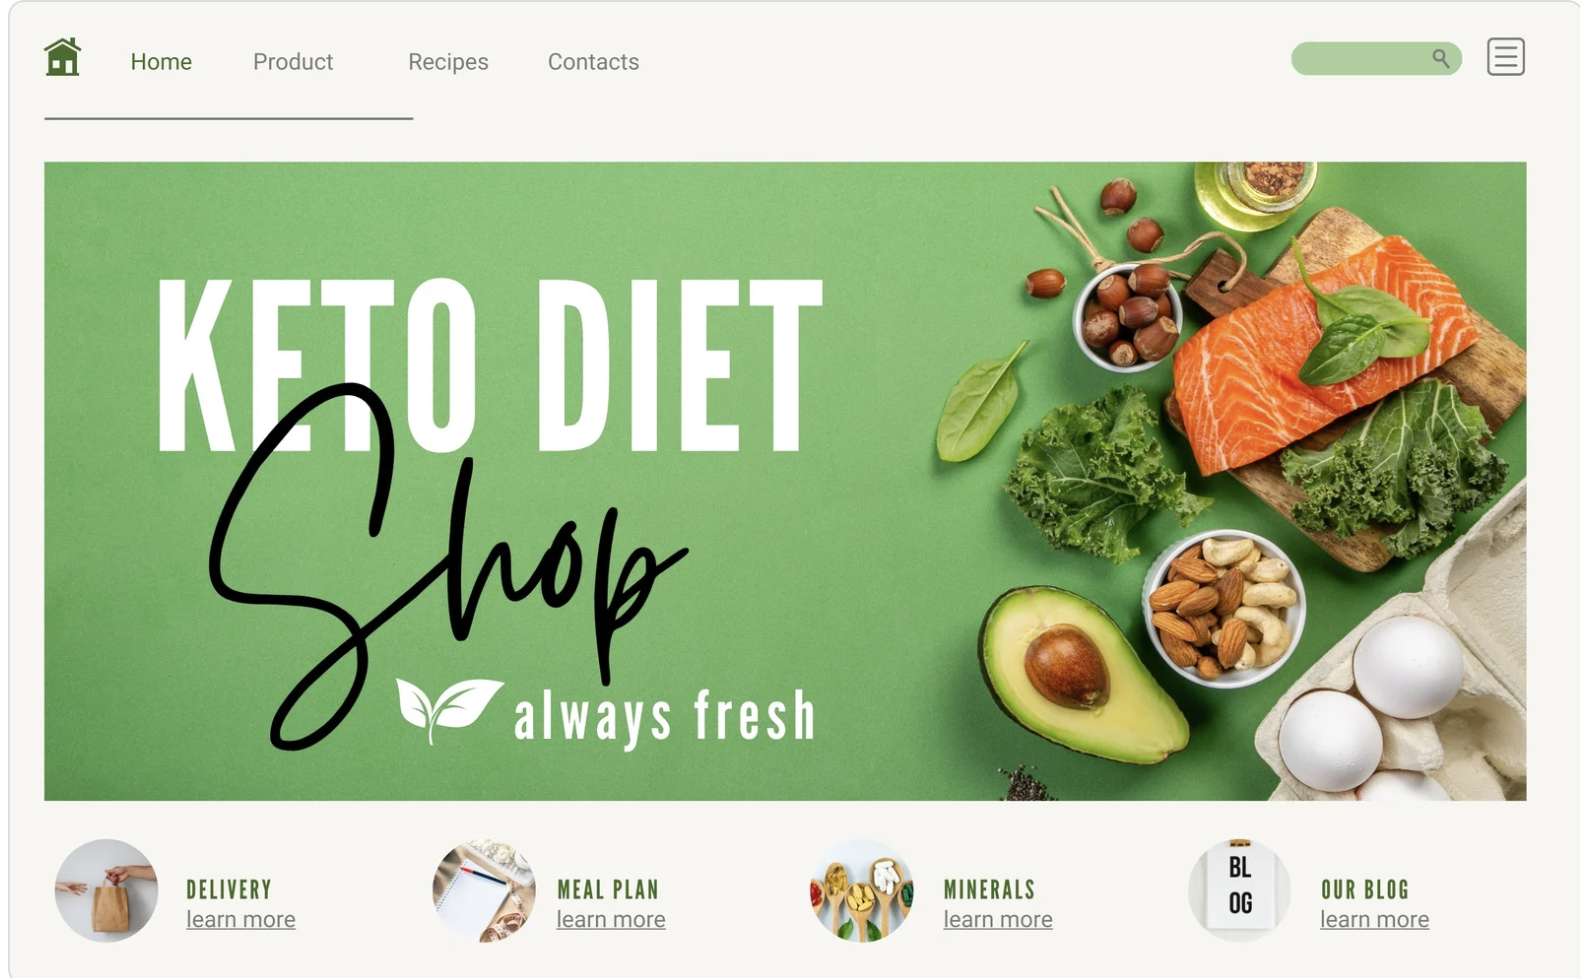 Home Product Recipes Contacts
KETO DIET
Shop
always fresh
DELIVERY
learn more
MEAL PLAN
learn more
MINERALS
learn more
BL
OG
OUR BLOG
learn more